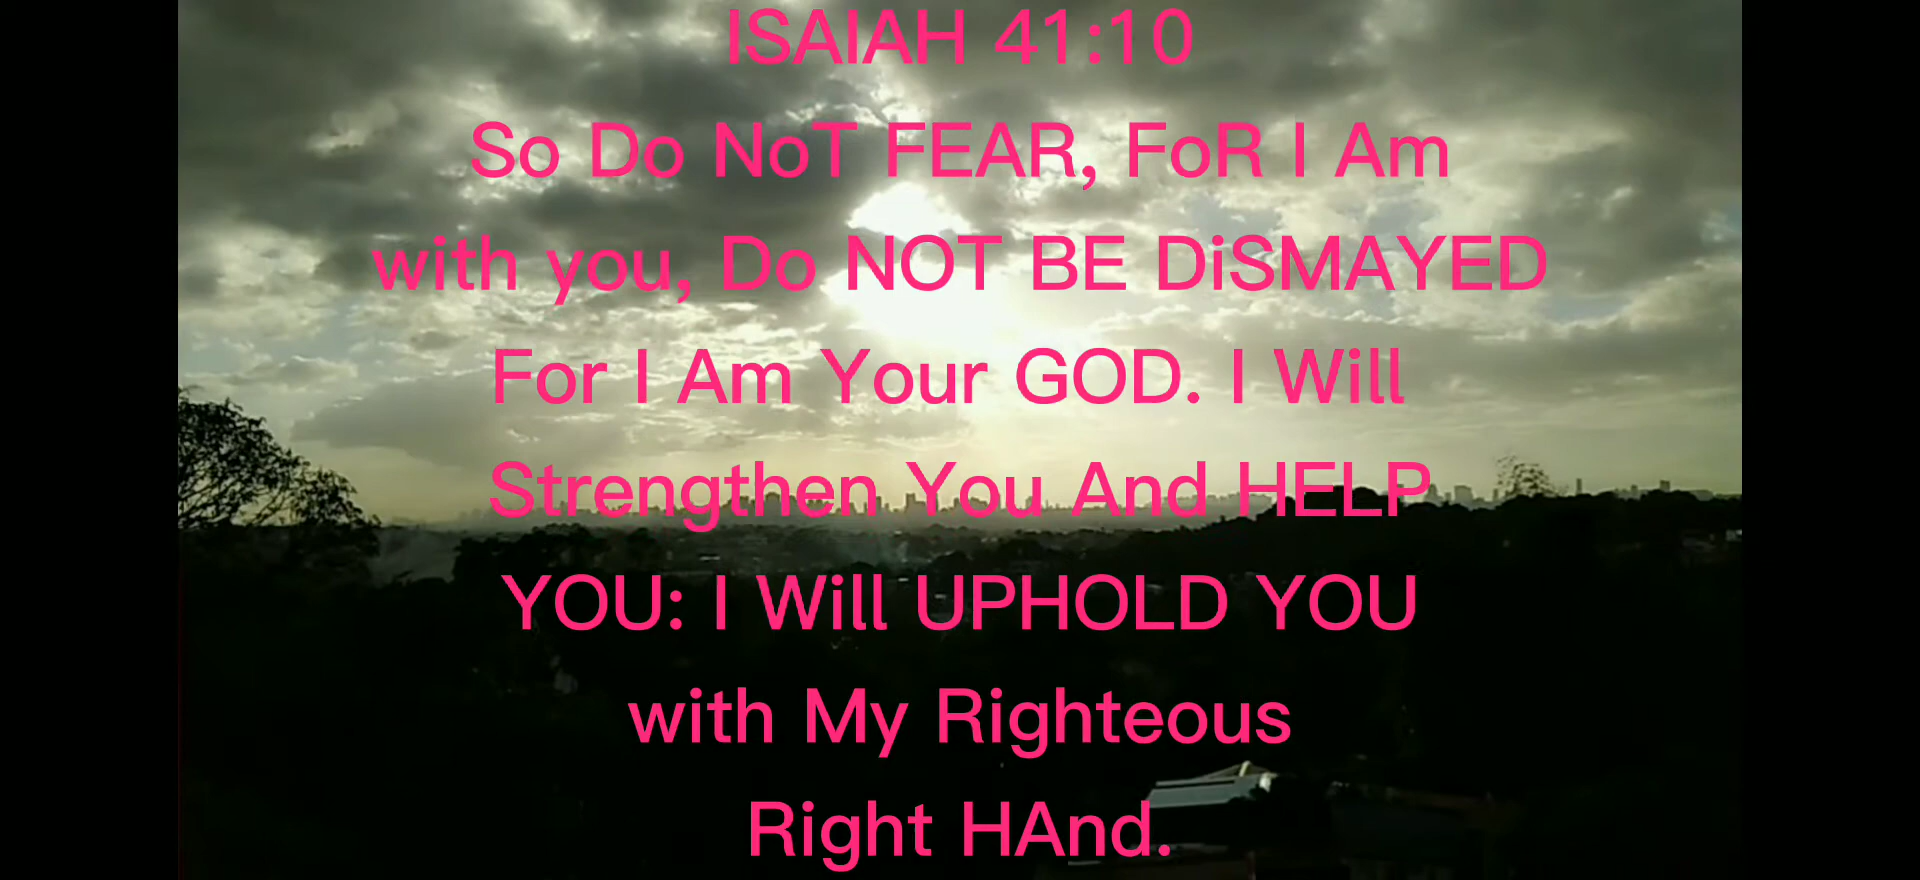 ISAIAH 41:10
So Do NoT FEAR, FoR I Am
with you, Do NOT BE DiSMAYED
For I Am Your GOD. I Will
Strengthen You And HELP
YOU: I Will UPHOLD YOU
with My Righteous
Right HAnd.